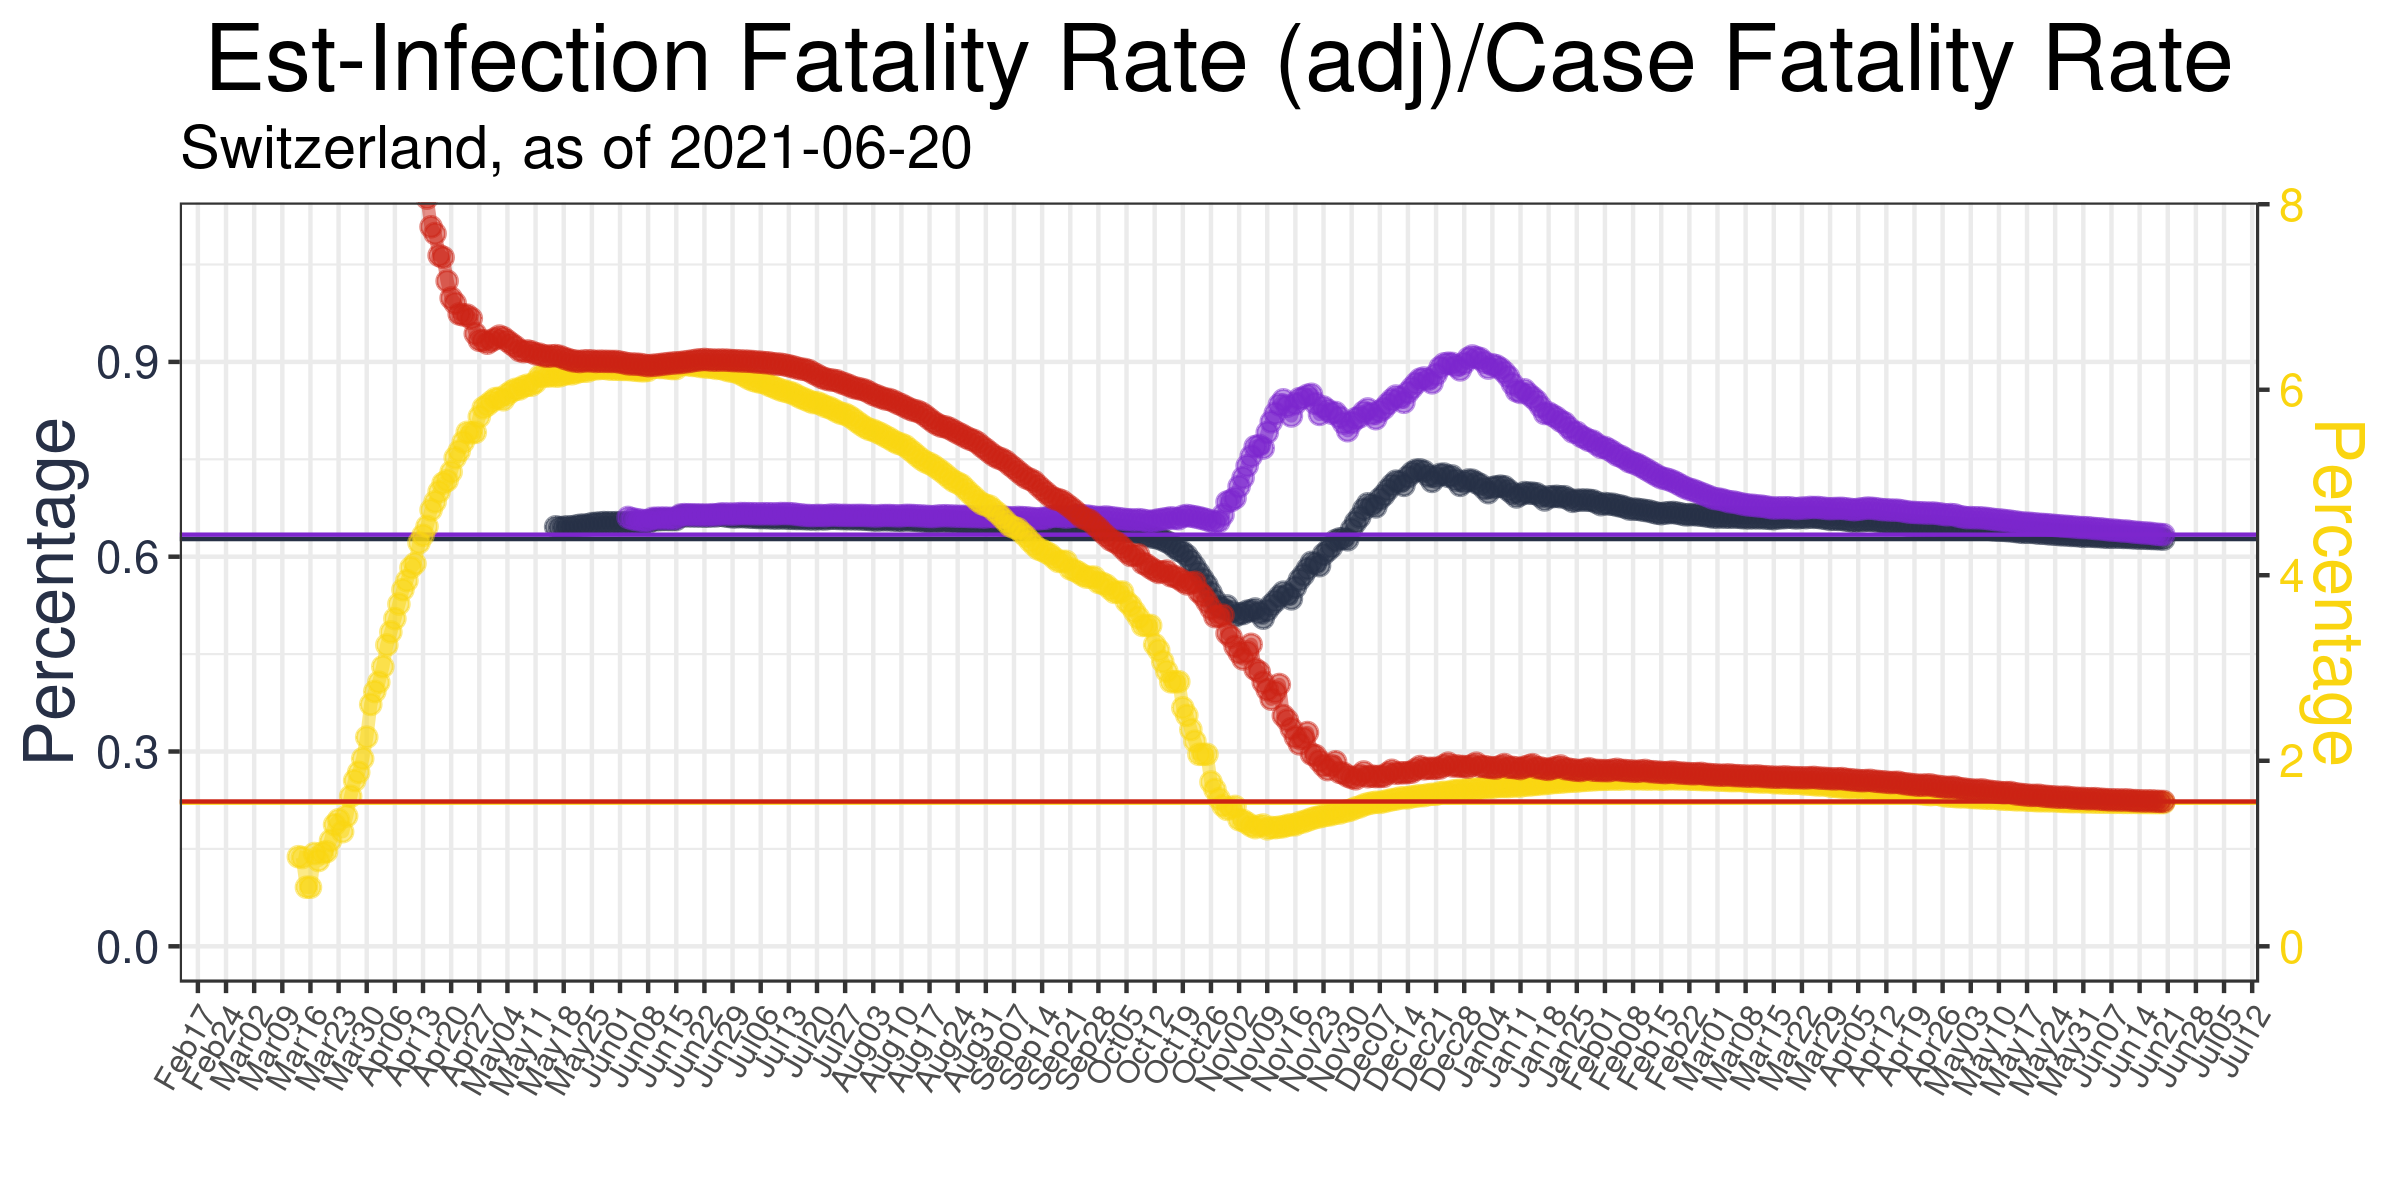 Est-Infection Fatality Rate (adj)/Case Fatality Rate
Switzerland, as of 2021-06-20
Percentage
0.9
0.6
0.3
0.0
8
6
4
2
0
Percentage
Feb17
Feb24
Mar02
Mar09
Mar16
Mar23
Mar30
Apr06
Apr13
Apr20
Apr27
May04
May11
May18
May25
Jun01
Jun08
Jun15
Jun22
Jun29
Jul06
Jul13
Jul20
Jul27
Aug03
Aug10
Aug17
Aug24
Aug31
Sep07
Sep14
Sep21
Sep28
Oct05
Oct12
Oct19
Oct26
Nov02
Nov09
Nov16
Nov23
Nov30
Dec07
Dec14
Dec21
Dec28
Dec04
Jan11
Jan18
Jan25
Feb01
Feb08
Feb15
Feb22
Mar01
Mar08
Mar15
Mar22
Mar29
Apr05
Apr12
Apr19
Apr26
May03
May10
May17
May24
May31
May07
Jun14
Jun21
Jun28
Jul05
Jul12